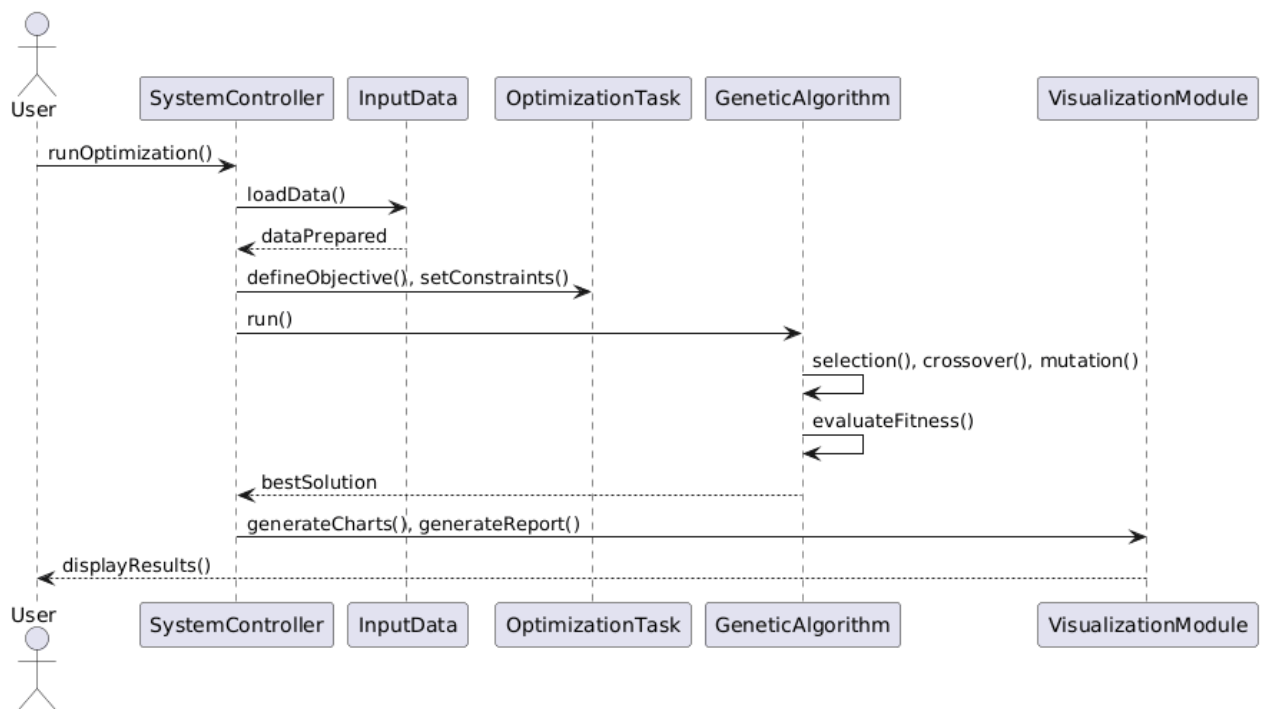 User
SystemController
InputData
OptimizationTask
GeneticAlgorithm
VisualizationModule
runOptimization()
loadData()
dataPrepared
defineObjective(), setConstraints()
run()
selection(), crossover(), mutation()
evaluateFitness()
bestSolution
generateCharts(), generateReport()
displayResults()
User
SystemController
InputData
OptimizationTask
GeneticAlgorithm
VisualizationModule